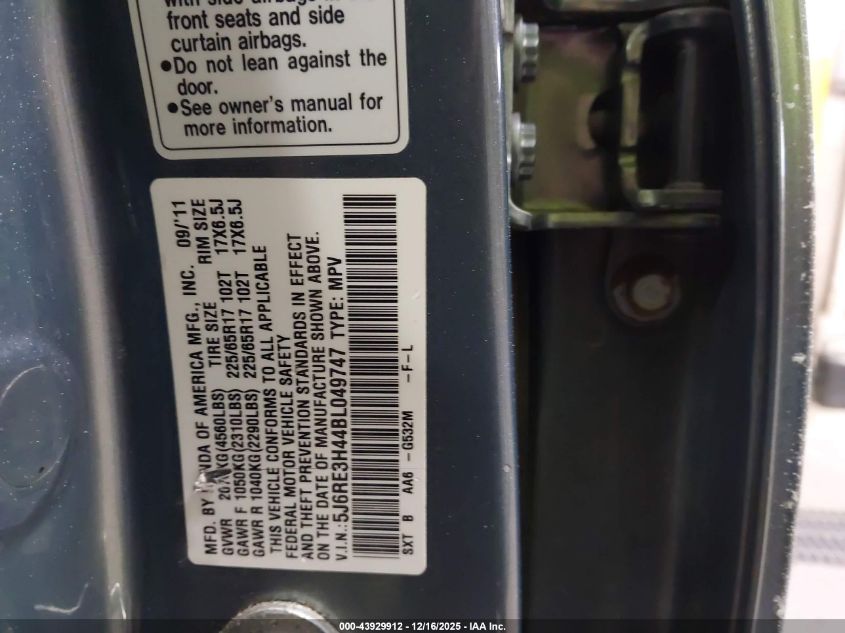 front seats and side
curtain airbags.
●Do not lean against the
door.
●See owner's manual for
more information.
MFD. BY HONDA OF AMERICA MFG., INC. 09/11
TIRE SIZE RIM SIZE
GVWR KG(4560LBS)
GAWR F 1050KG(2310LBS) 225/65R17 102T 17X6.5J
GAWR R 1040KG(2290LBS) 225/65R17 102T 17X6.5J
THIS VEHICLE CONFORMS TO ALL APPLICABLE
FEDERAL MOTOR VEHICLE SAFETY
AND THEFT PREVENTION STANDARDS IN EFFECT
ON THE DATE OF MANUFACTURE SHOWN ABOVE.
V.I.N.:5J6RE3H44BL049747 TYPE: MPV
SXT B AA6 -G532M -F-L
000-43929912 - 12/16/2025 - IAA Inc.